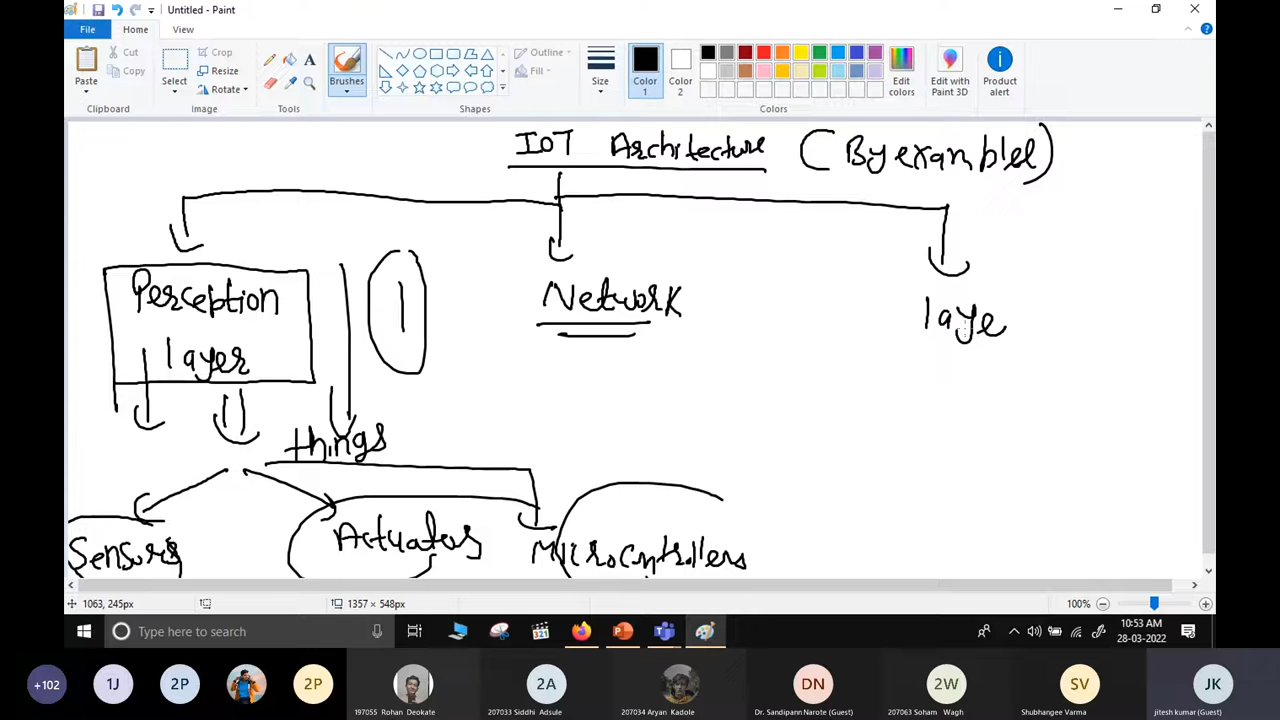 Untitled - Paint
File
Home
View
Paste
Cut
Copy
Clipboard
Select
Crop
Resize
Rotate
Image
Tools
Brushes
Shapes
Outline
Fill
Size
Color 1
Color 2
Edit colors
Colors
Edit with Paint 3D
Product alert
IOT Architecture (By examblel)
Perception layer
1
Network
laye
things
Sensors
Actuators
Microcontrollers
1063, 245px
1357 × 548px
100%
Type here to search
10:53 AM
28-03-2022
+102
1J
2P
2P
197055 Rohan Deokate
2A
207033 Siddhi Adsule
207034 Aryan Kadole
DN
Dr. Sandipann Narote (Guest)
2W
207063 Soham Wagh
SV
Shubhangee Varma
JK
jitesh kumar (Guest)